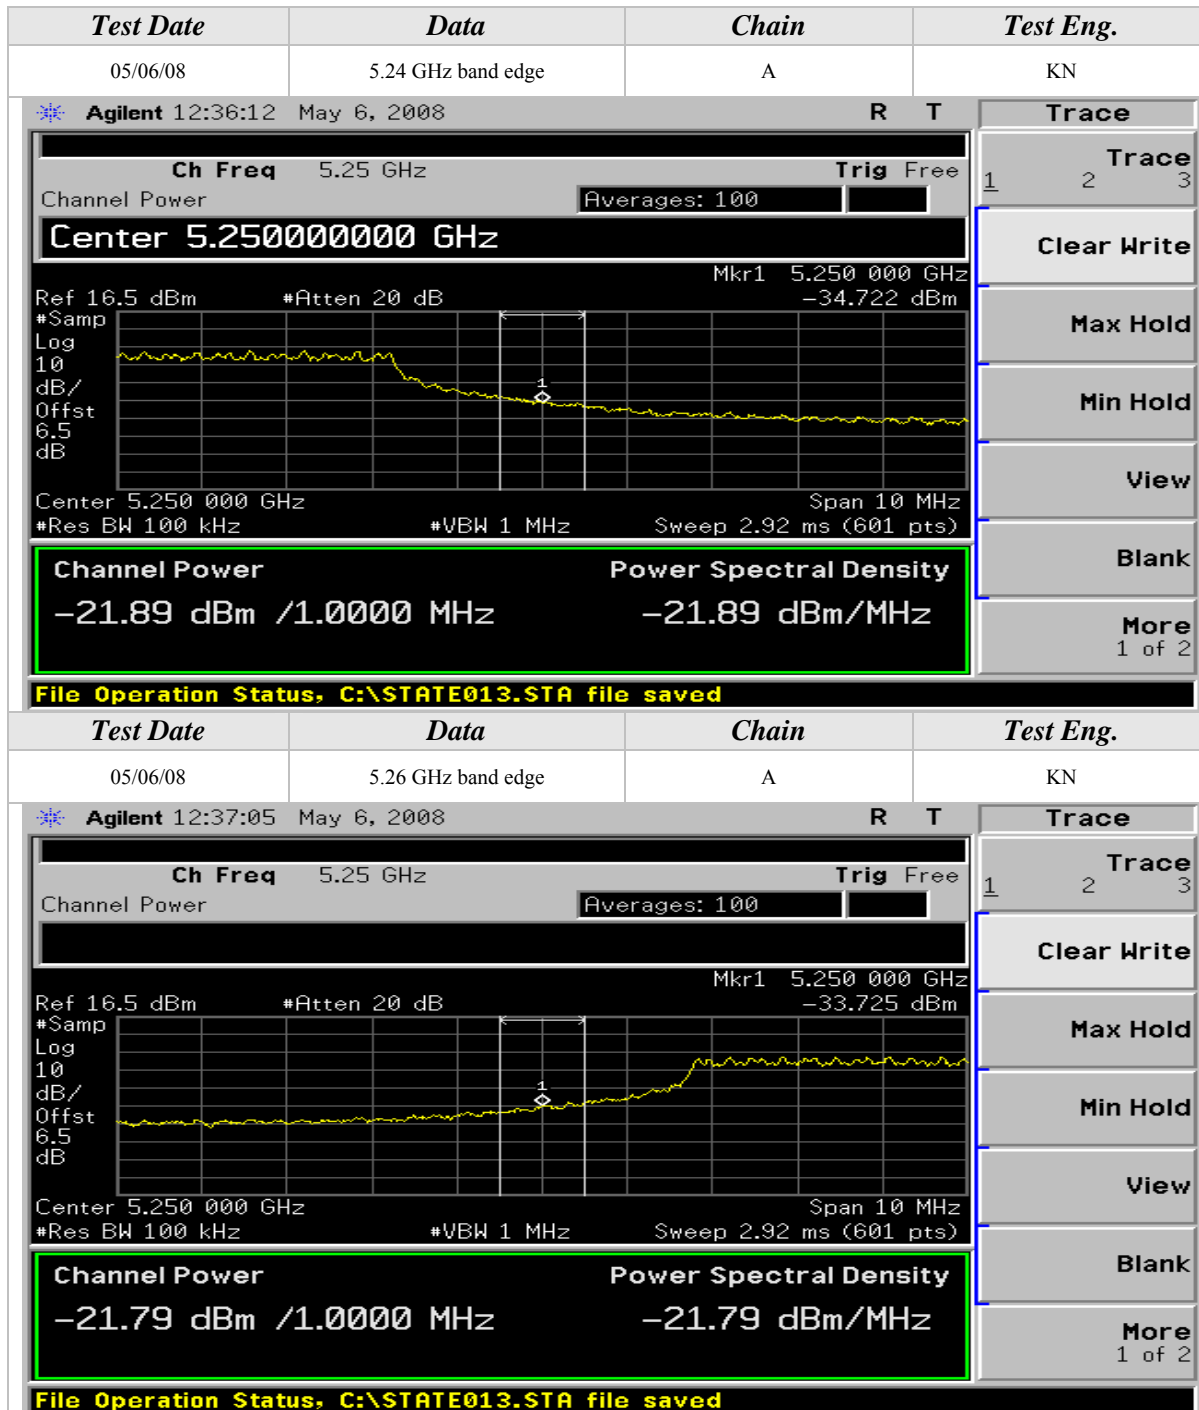 Test Date Data Chain Test Eng.
05/06/08 5.24 GHz band edge A KN
Agilent 12:36:12 May 6, 2008 R T Trace
Ch Freq 5.25 GHz Trig Free
Channel Power Averages: 100
Trace
1 2 3
Center 5.250000000 GHz
Clear Write
Mkr1 5.250 000 GHz
Ref 16.5 dBm #Atten 20 dB -34.722 dBm
#Samp
Log
10
dB/
Offst
6.5
dB
1
Max Hold
Min Hold
View
Center 5.250 000 GHz Span 10 MHz
#Res BW 100 kHz #VBW 1 MHz Sweep 2.92 ms (601 pts)
Channel Power Power Spectral Density
-21.89 dBm /1.0000 MHz -21.89 dBm/MHz
Blank
More
1 of 2
File Operation Status, C:\STATE013.STA file saved
Test Date Data Chain Test Eng.
05/06/08 5.26 GHz band edge A KN
Agilent 12:37:05 May 6, 2008 R T Trace
Ch Freq 5.25 GHz Trig Free
Channel Power Averages: 100
Trace
1 2 3
Clear Write
Mkr1 5.250 000 GHz
Ref 16.5 dBm #Atten 20 dB -33.725 dBm
#Samp
Log
10
dB/
Offst
6.5
dB
1
Max Hold
Min Hold
View
Center 5.250 000 GHz Span 10 MHz
#Res BW 100 kHz #VBW 1 MHz Sweep 2.92 ms (601 pts)
Channel Power Power Spectral Density
-21.79 dBm /1.0000 MHz -21.79 dBm/MHz
Blank
More
1 of 2
File Operation Status, C:\STATE013.STA file saved